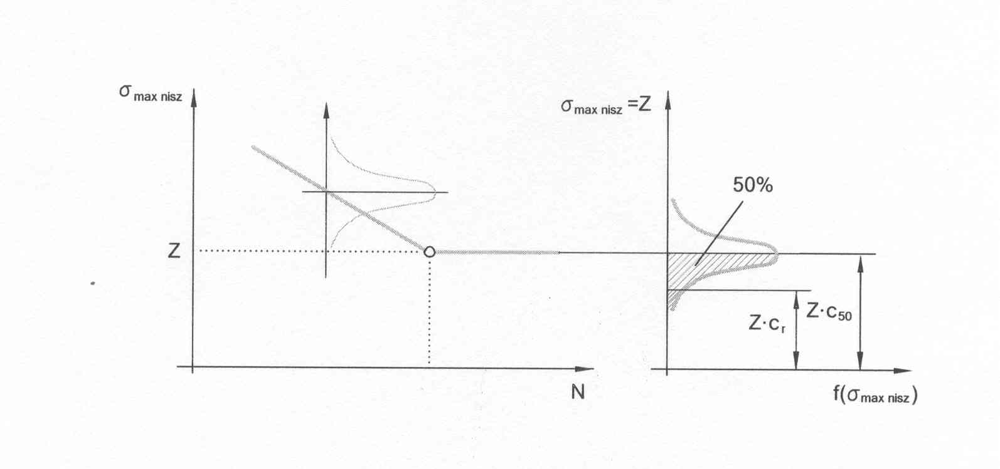 σ max nisz
Z
N
σ max nisz =Z
50%
Z·cr
Z·c50
f(σ max nisz)